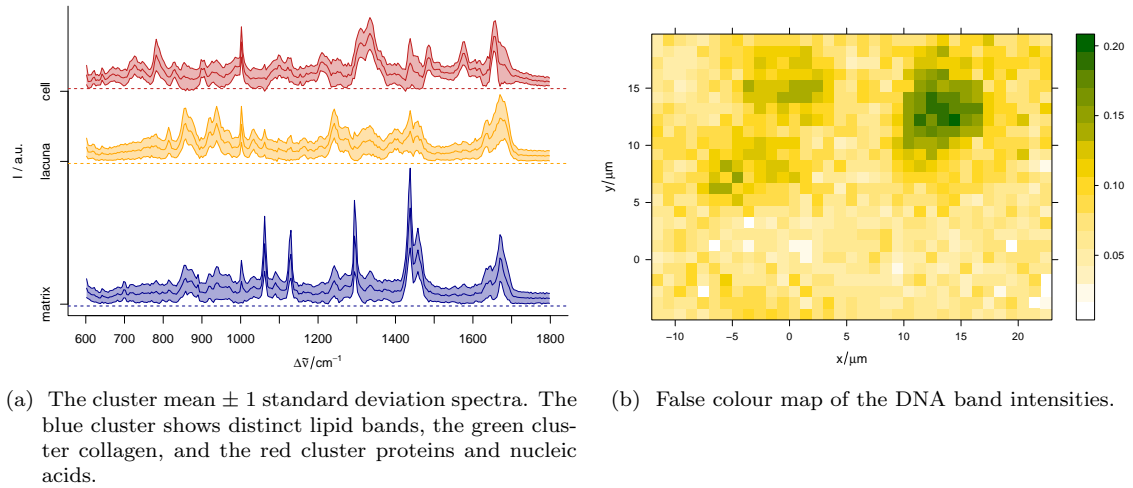 I / a.u.
cell
lacuna
matrix
600 700 800 1000 1200 1400 1600 1800
Δṽ/cm⁻¹
y/µm
15
10
5
0
−10 −5 0 5 10 15 20
x/µm
0.20
0.15
0.10
0.05
(a) The cluster mean ± 1 standard deviation spectra. The
blue cluster shows distinct lipid bands, the green clus-
ter collagen, and the red cluster proteins and nucleic
acids.
(b) False colour map of the DNA band intensities.